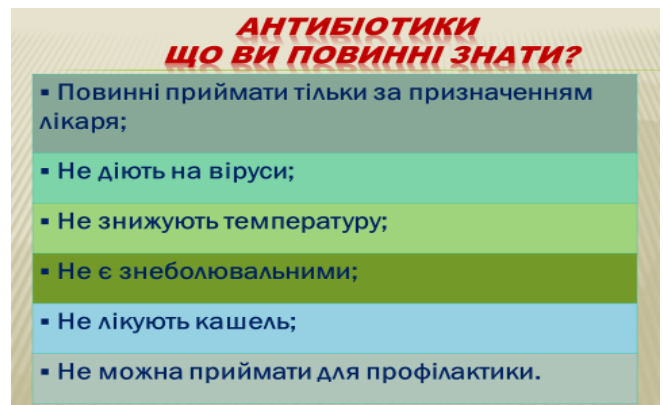 АНТИБІОТИКИ
ЩО ВИ ПОВИННІ ЗНАТИ?
▪ Повинні приймати тільки за призначенням
лікаря;
▪ Не діють на віруси;
▪ Не знижують температуру;
▪ Не є знеболювальними;
▪ Не лікують кашель;
▪ Не можна приймати для профілактики.